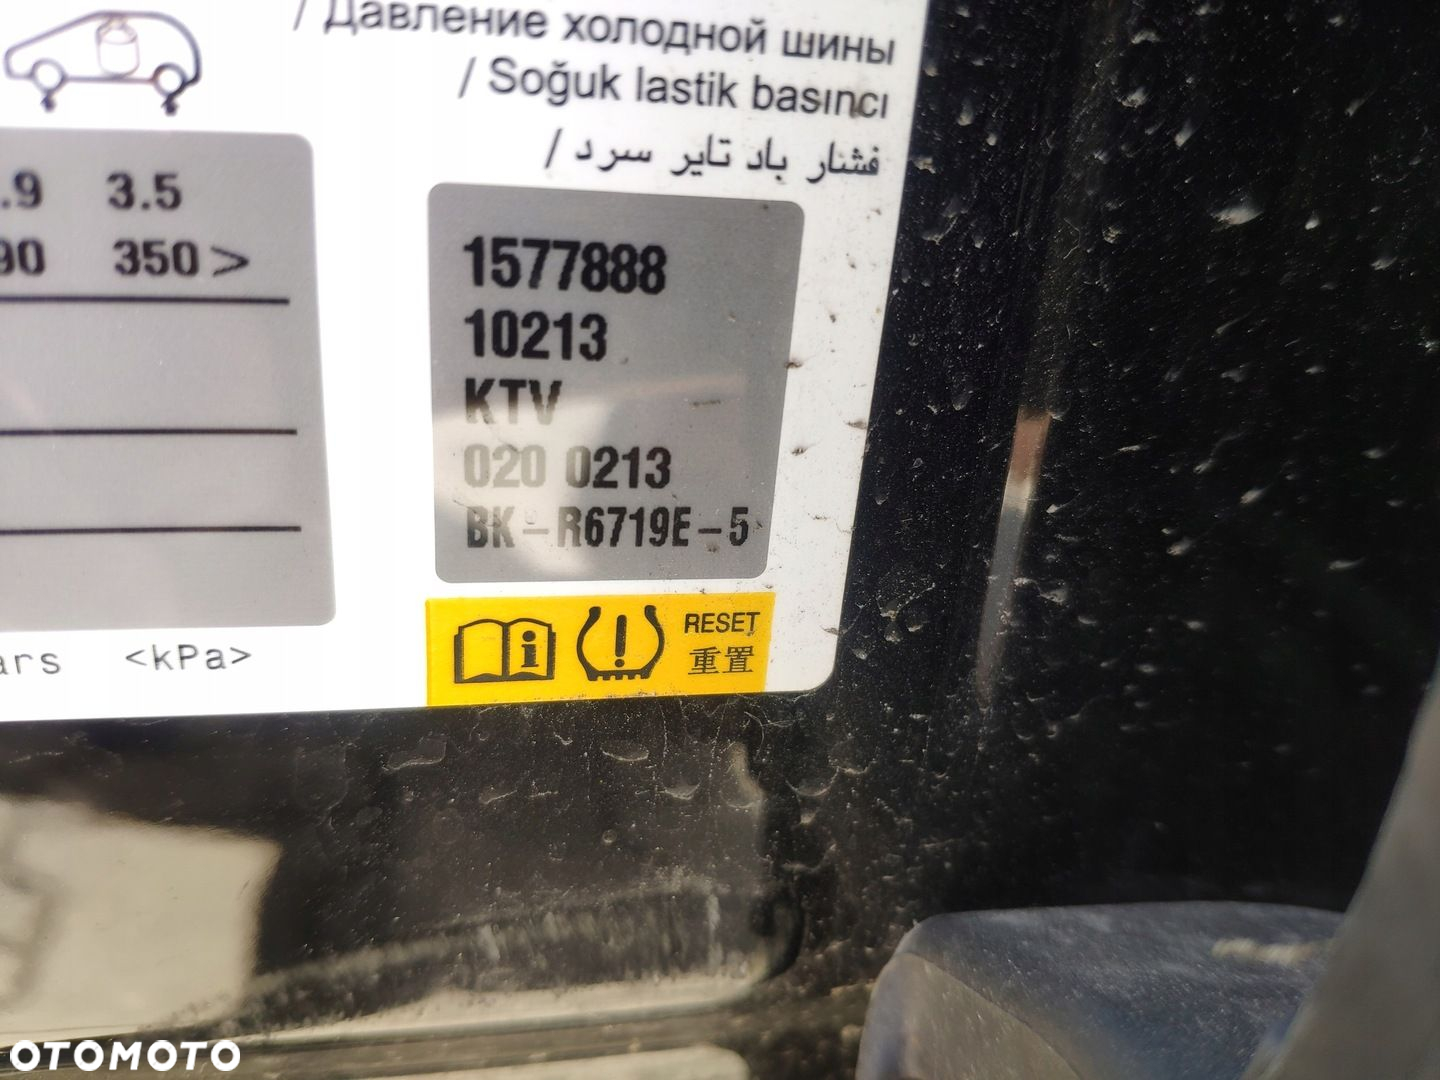 / Давление холодной шины
/ Soğuk lastik basıncı
فشار باد تایر سرد /
.9 3.5
90 350>
1577888
10213
KTV
020 0213
BK-R6719E-5
RESET
重置
ars <kPa>
OTOMOTO